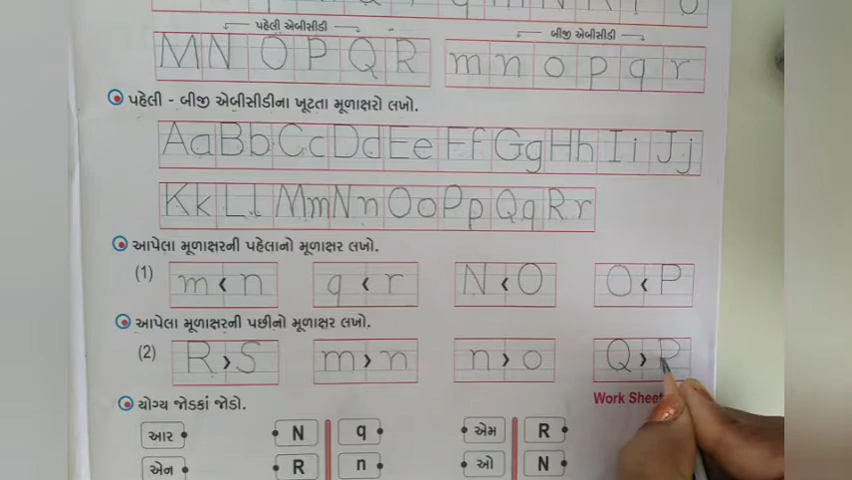 પહેલી એબીસીડી બીજી એબીસીડી
M N O P Q R m n o p q r
પહેલી - બીજી એબીસીડીના ખૂટતા મૂળાક્ષરો લખો.
Aa Bb Cc Dd Ee Ff Gg Hh Ii Jj
Kk Ll Mm Nn Oo Pp Qq Rr
આપેલા મૂળાક્ષરની પહેલાનો મૂળાક્ષર લખો.
(1) m < n q < r N < O O < P
આપેલા મૂળાક્ષરની પછીનો મૂળાક્ષર લખો.
(2) R > S m > n n > o Q > R
Work Sheet
યોગ્ય જોડકાં જોડો.
આર N q એમ R
એન R n ઓ N